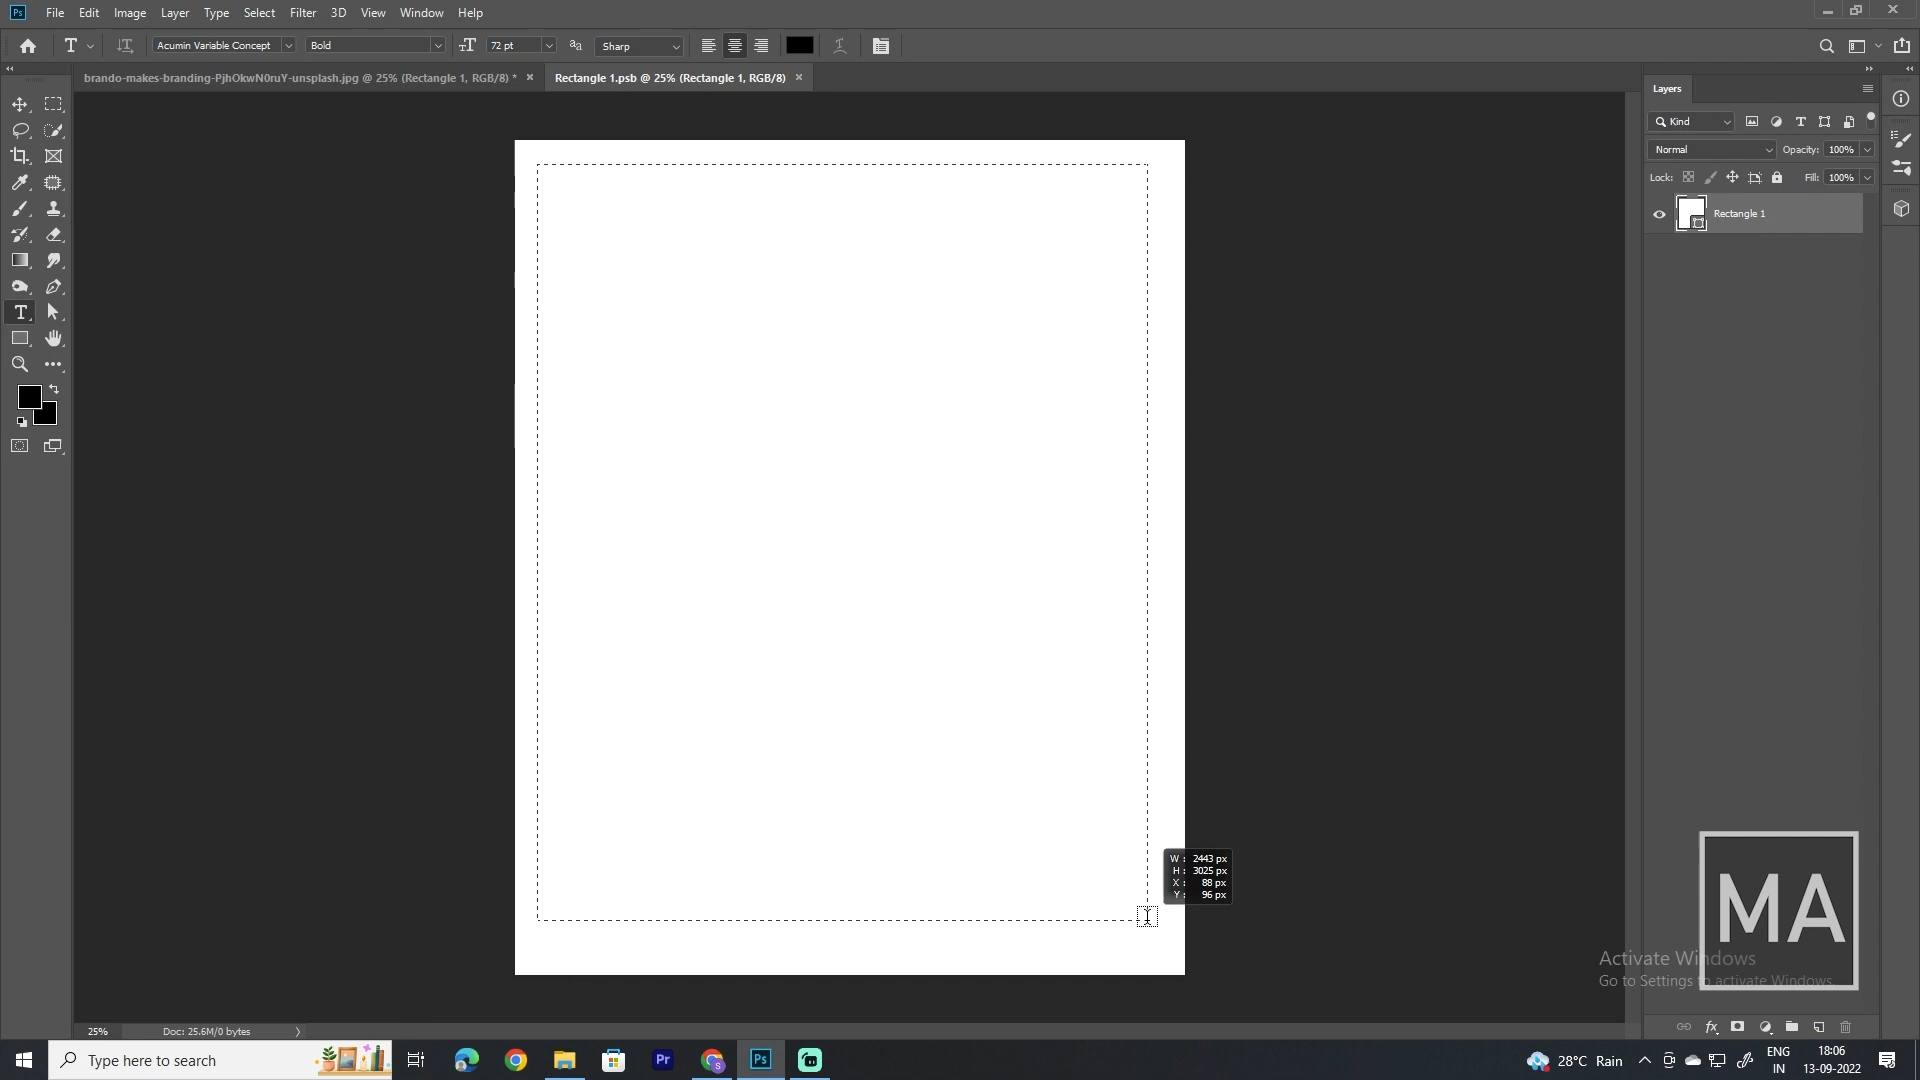 Ps File Edit Image Layer Type Select Filter 3D View Window Help
T Acumin Variable Concept Bold 72 pt Sharp
brando-makes-branding-PjhOkwN0ruY-unsplash.jpg @ 25% (Rectangle 1, RGB/8) *
Rectangle 1.psb @ 25% (Rectangle 1, RGB/8)
Layers
Kind
Normal Opacity: 100%
Lock: Fill: 100%
Rectangle 1
W : 2443 px
H : 3025 px
X : 88 px
Y : 96 px
MA
Activate Windows
Go to Settings to activate Windows.
25% Doc: 25.6M/0 bytes
Type here to search
Pr
Ps
28°C Rain
ENG
IN
18:06
13-09-2022